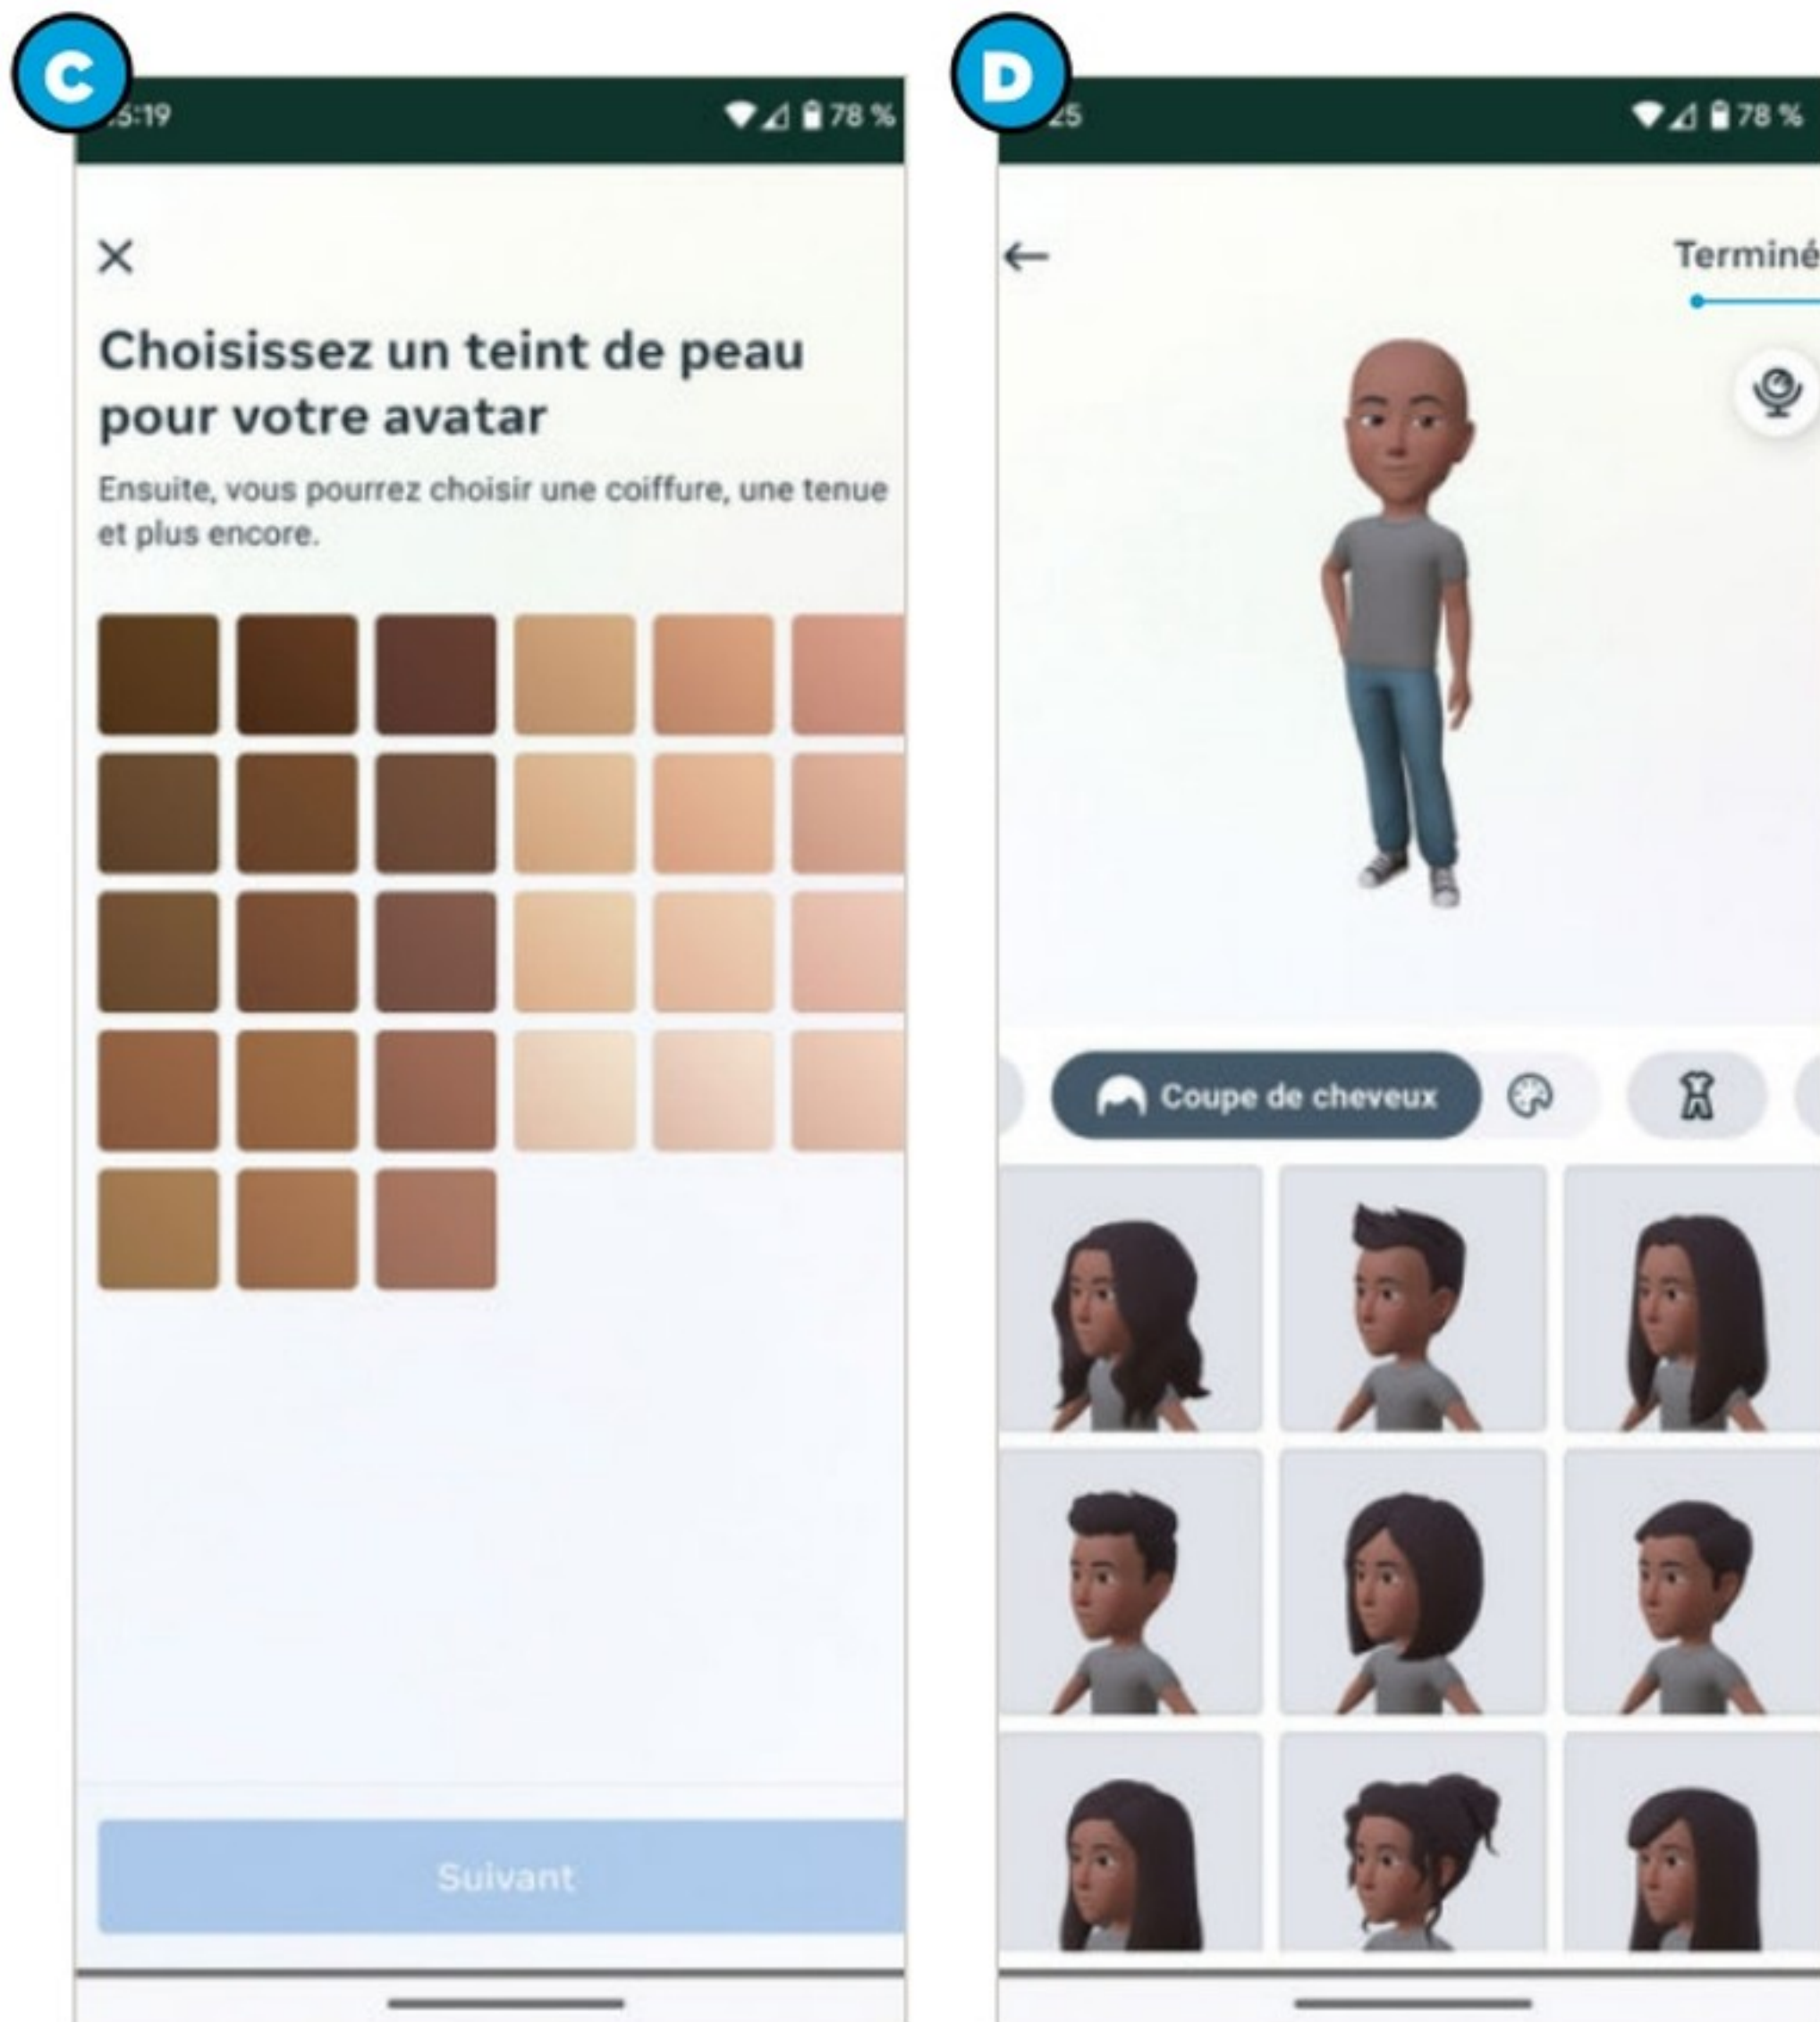 C
5:19
78 %
Choisissez un teint de peau
pour votre avatar
Ensuite, vous pourrez choisir une coiffure, une tenue
et plus encore.
Suivant
D
25
78 %
Terminé
Coupe de cheveux